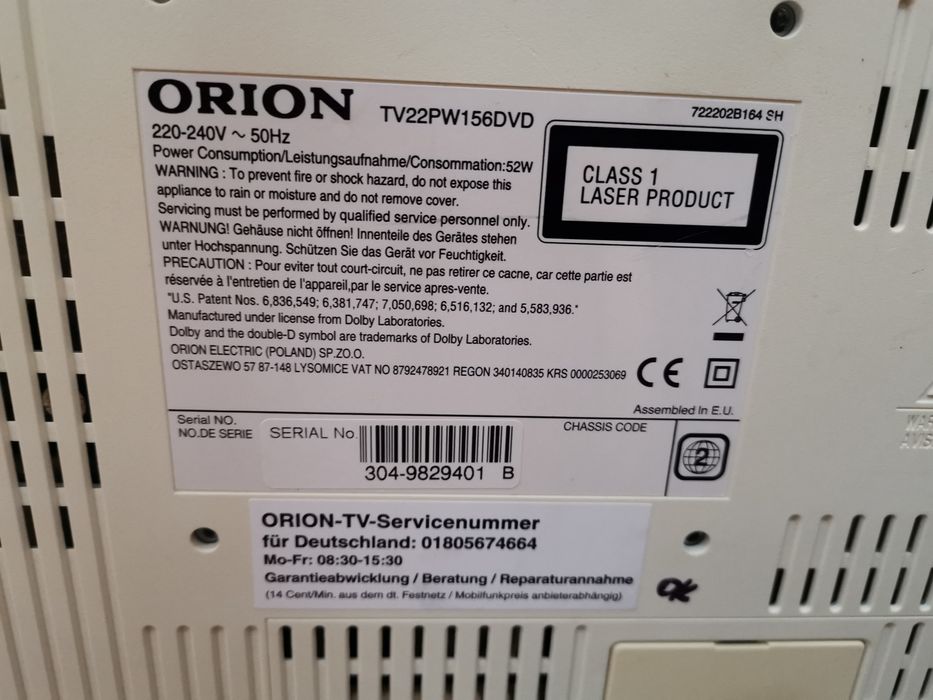 ORION TV22PW156DVD 722202B164 SH
220-240V ~ 50Hz
Power Consumption/Leistungsaufnahme/Consommation:52W
WARNING : To prevent fire or shock hazard, do not expose this
appliance to rain or moisture and do not remove cover.
Servicing must be performed by qualified service personnel only.
WARNUNG! Gehäuse nicht öffnen! Innenteile des Gerätes stehen
unter Hochspannung. Schützen Sie das Gerät vor Feuchtigkeit.
PRECAUTION : Pour eviter tout court-circuit, ne pas retirer ce cacne, car cette partie est
réservée à l'entretien de l'appareil,par le service apres-vente.
"U.S. Patent Nos. 6,836,549; 6,381,747; 7,050,698; 6,516,132; and 5,583,936."
Manufactured under license from Dolby Laboratories.
Dolby and the double-D symbol are trademarks of Dolby Laboratories.
ORION ELECTRIC (POLAND) SP.ZO.O.
OSTASZEWO 57 87-148 LYSOMICE VAT NO 8792478921 REGON 340140835 KRS 0000253069
CLASS 1
LASER PRODUCT
CE
Assembled In E.U.
Serial NO.
NO.DE SERIE
SERIAL No.
304-9829401 B
CHASSIS CODE
2
ORION-TV-Servicenummer
für Deutschland: 01805674664
Mo-Fr: 08:30-15:30
Garantieabwicklung / Beratung / Reparaturannahme
(14 Cent/Min. aus dem dt. Festnetz / Mobilfunkpreis anbieterabhängig)